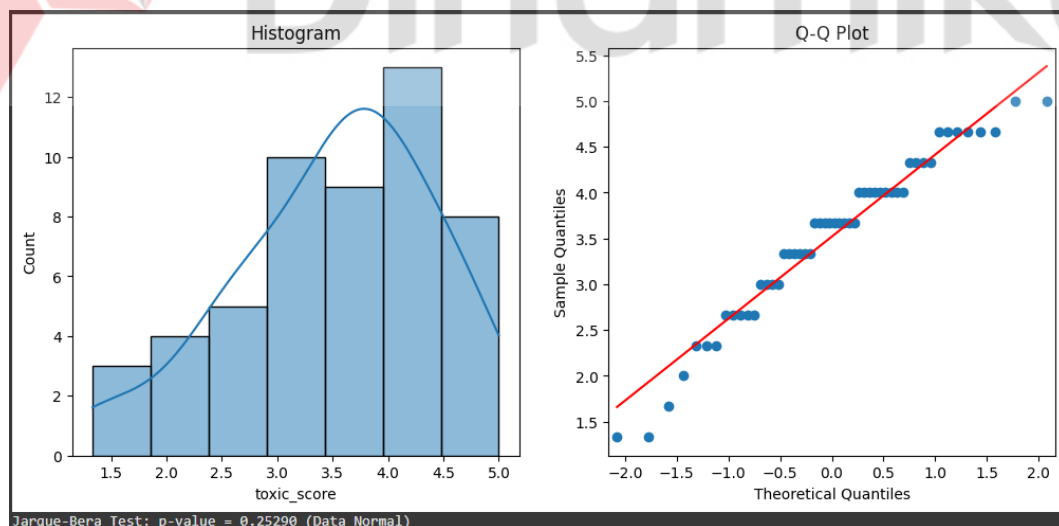 Histogram
12
10
8
6
4
2
0
Count
1.5 2.0 2.5 3.0 3.5 4.0 4.5 5.0
toxic_score
Q-Q Plot
5.5
5.0
4.5
4.0
3.5
3.0
2.5
2.0
1.5
Sample Quantiles
−2.0 −1.5 −1.0 −0.5 0.0 0.5 1.0 1.5 2.0
Theoretical Quantiles
Jarque-Bera Test: p-value = 0.25290 (Data Normal)